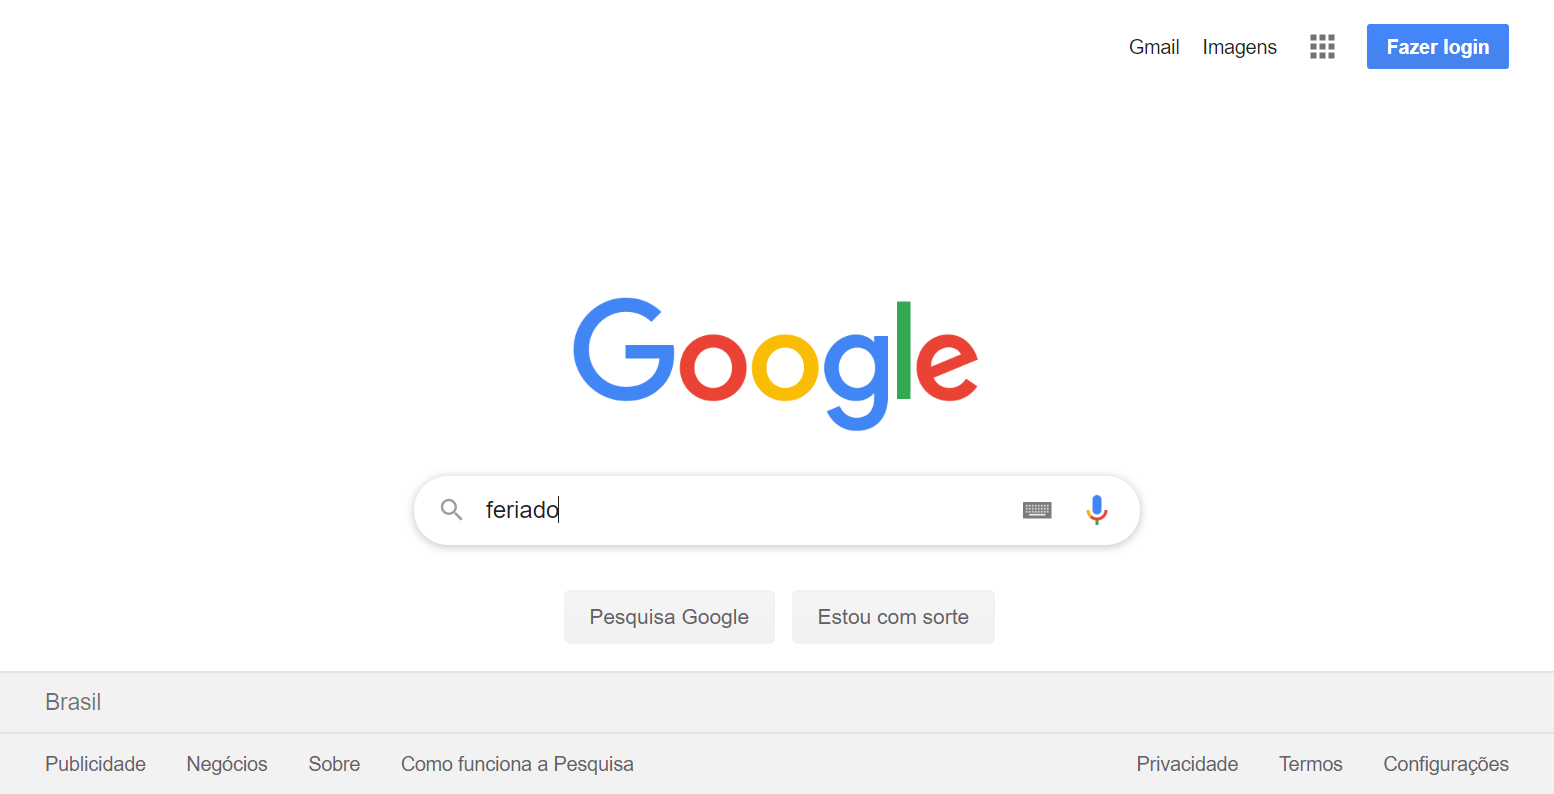 Gmail Imagens Fazer login
Google
feriado
Pesquisa Google Estou com sorte
Brasil
Publicidade Negócios Sobre Como funciona a Pesquisa Privacidade Termos Configurações